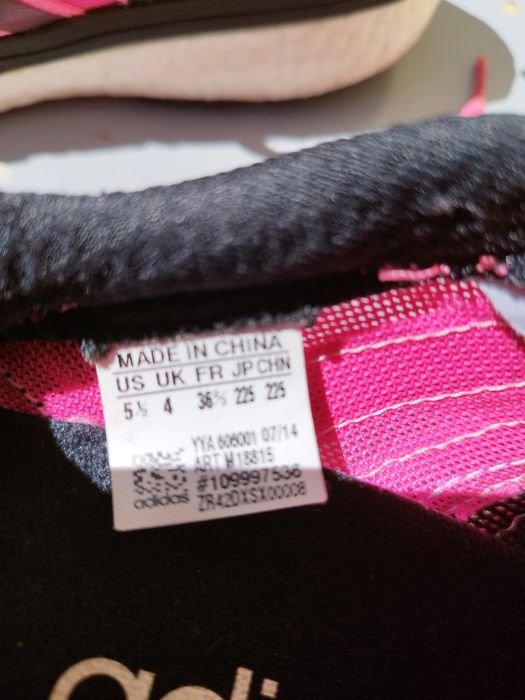 MADE IN CHINA
US UK FR JP CHN
5½ 4 36⅔ 225 225
YYA 606001 07/14
ART M18815
#109997536
adidas ZR42DXSX00008
adi